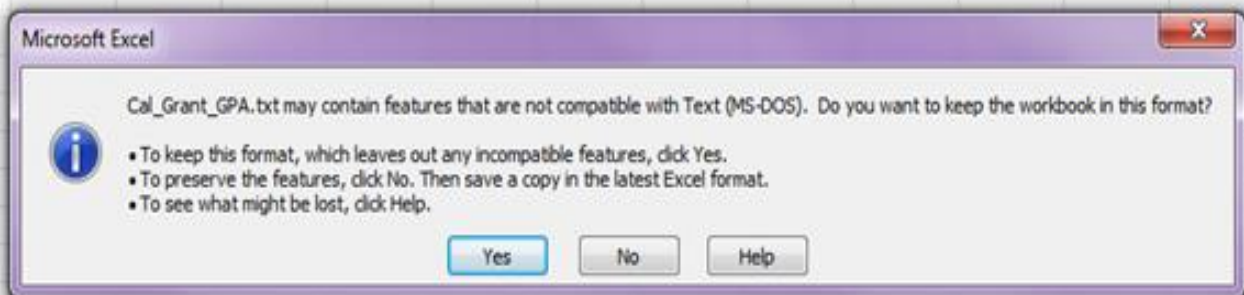 Microsoft Excel
Cal_Grant_GPA.txt may contain features that are not compatible with Text (MS-DOS). Do you want to keep the workbook in this format?
• To keep this format, which leaves out any incompatible features, click Yes.
• To preserve the features, click No. Then save a copy in the latest Excel format.
• To see what might be lost, click Help.
Yes No Help